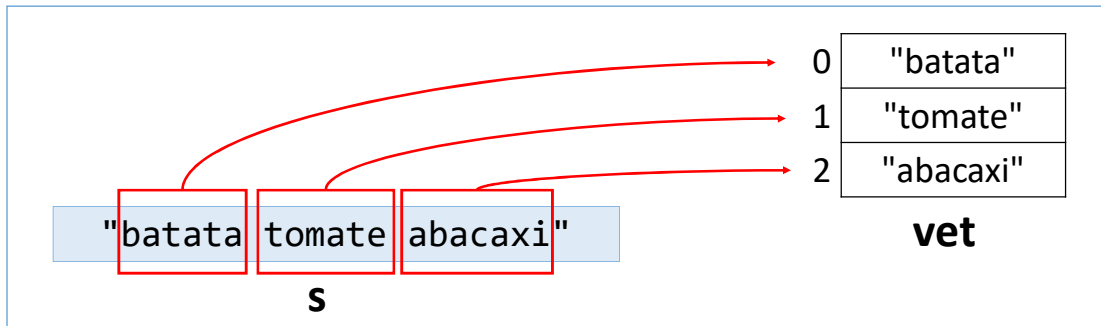 0 "batata"
1 "tomate"
2 "abacaxi"
vet
"batata tomate abacaxi"
s